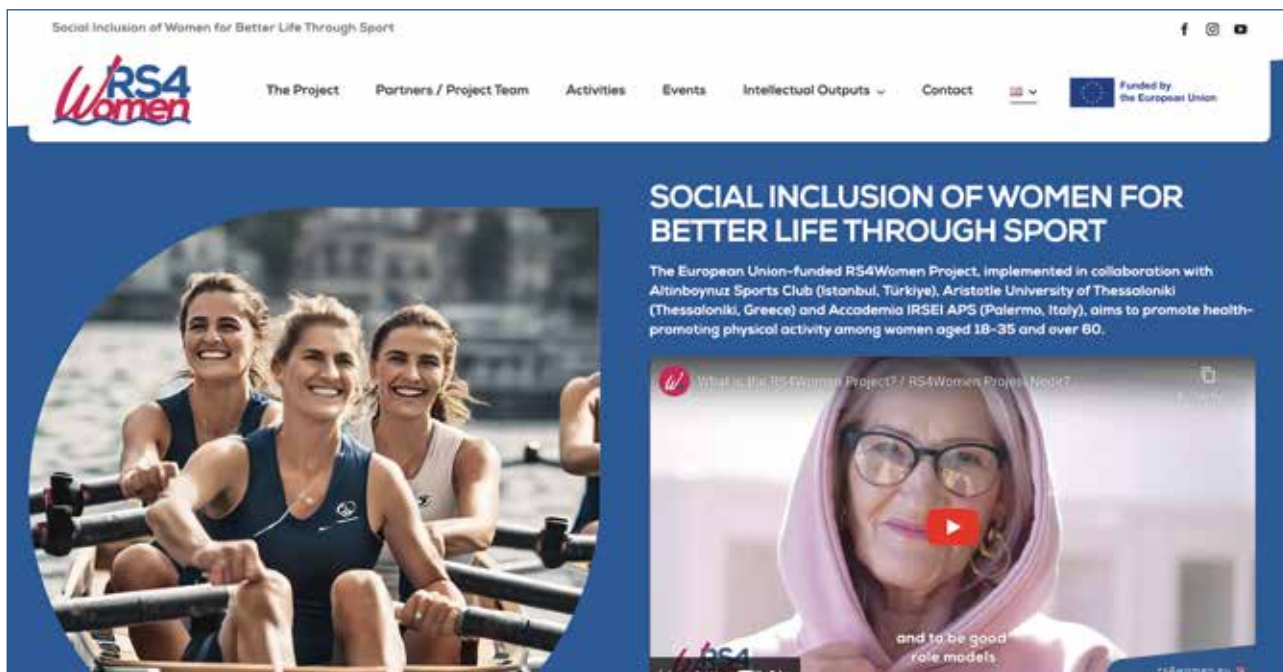 Social Inclusion of Women for Better Life Through Sport
RS4
Women
The Project
Partners / Project Team
Activities
Events
Intellectual Outputs
Contact
Funded by
the European Union
SOCIAL INCLUSION OF WOMEN FOR
BETTER LIFE THROUGH SPORT
The European Union-funded RS4Women Project, implemented in collaboration with
Altinboynuz Sports Club (Istanbul, Türkiye), Aristotle University of Thessaloniki
(Thessaloniki, Greece) and Accademia IRSEI APS (Palermo, Italy), aims to promote health-
promoting physical activity among women aged 18-35 and over 60.
W
What is the RS4Women Project? / RS4Women Projesi Nedir?
and to be good
role models
RS4